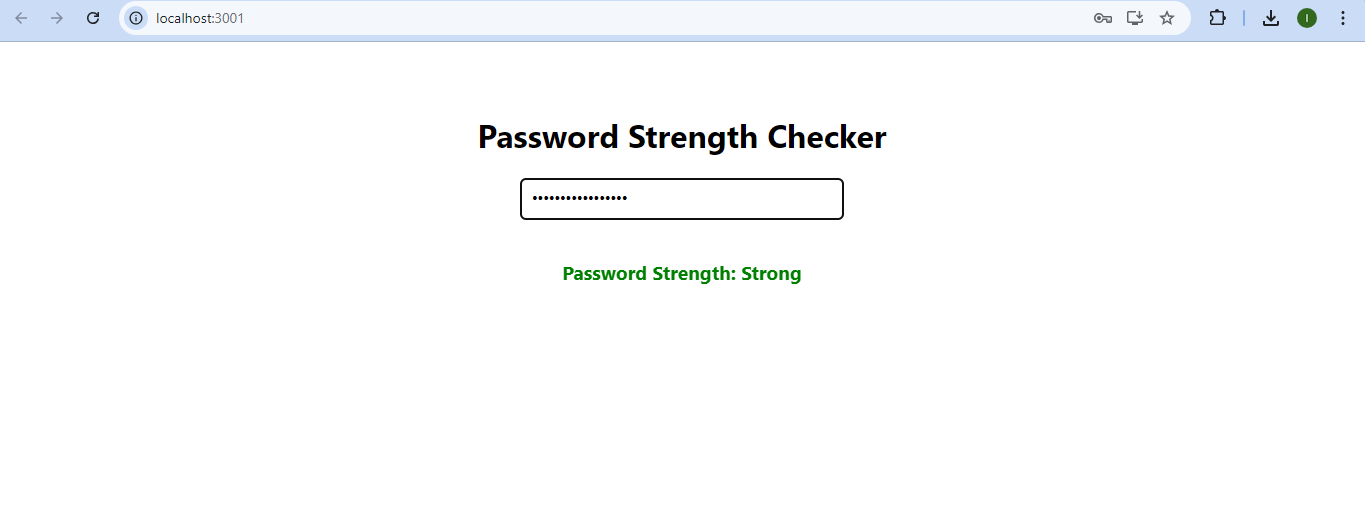 localhost:3001
I
Password Strength Checker
•••••••••••••••••
Password Strength: Strong